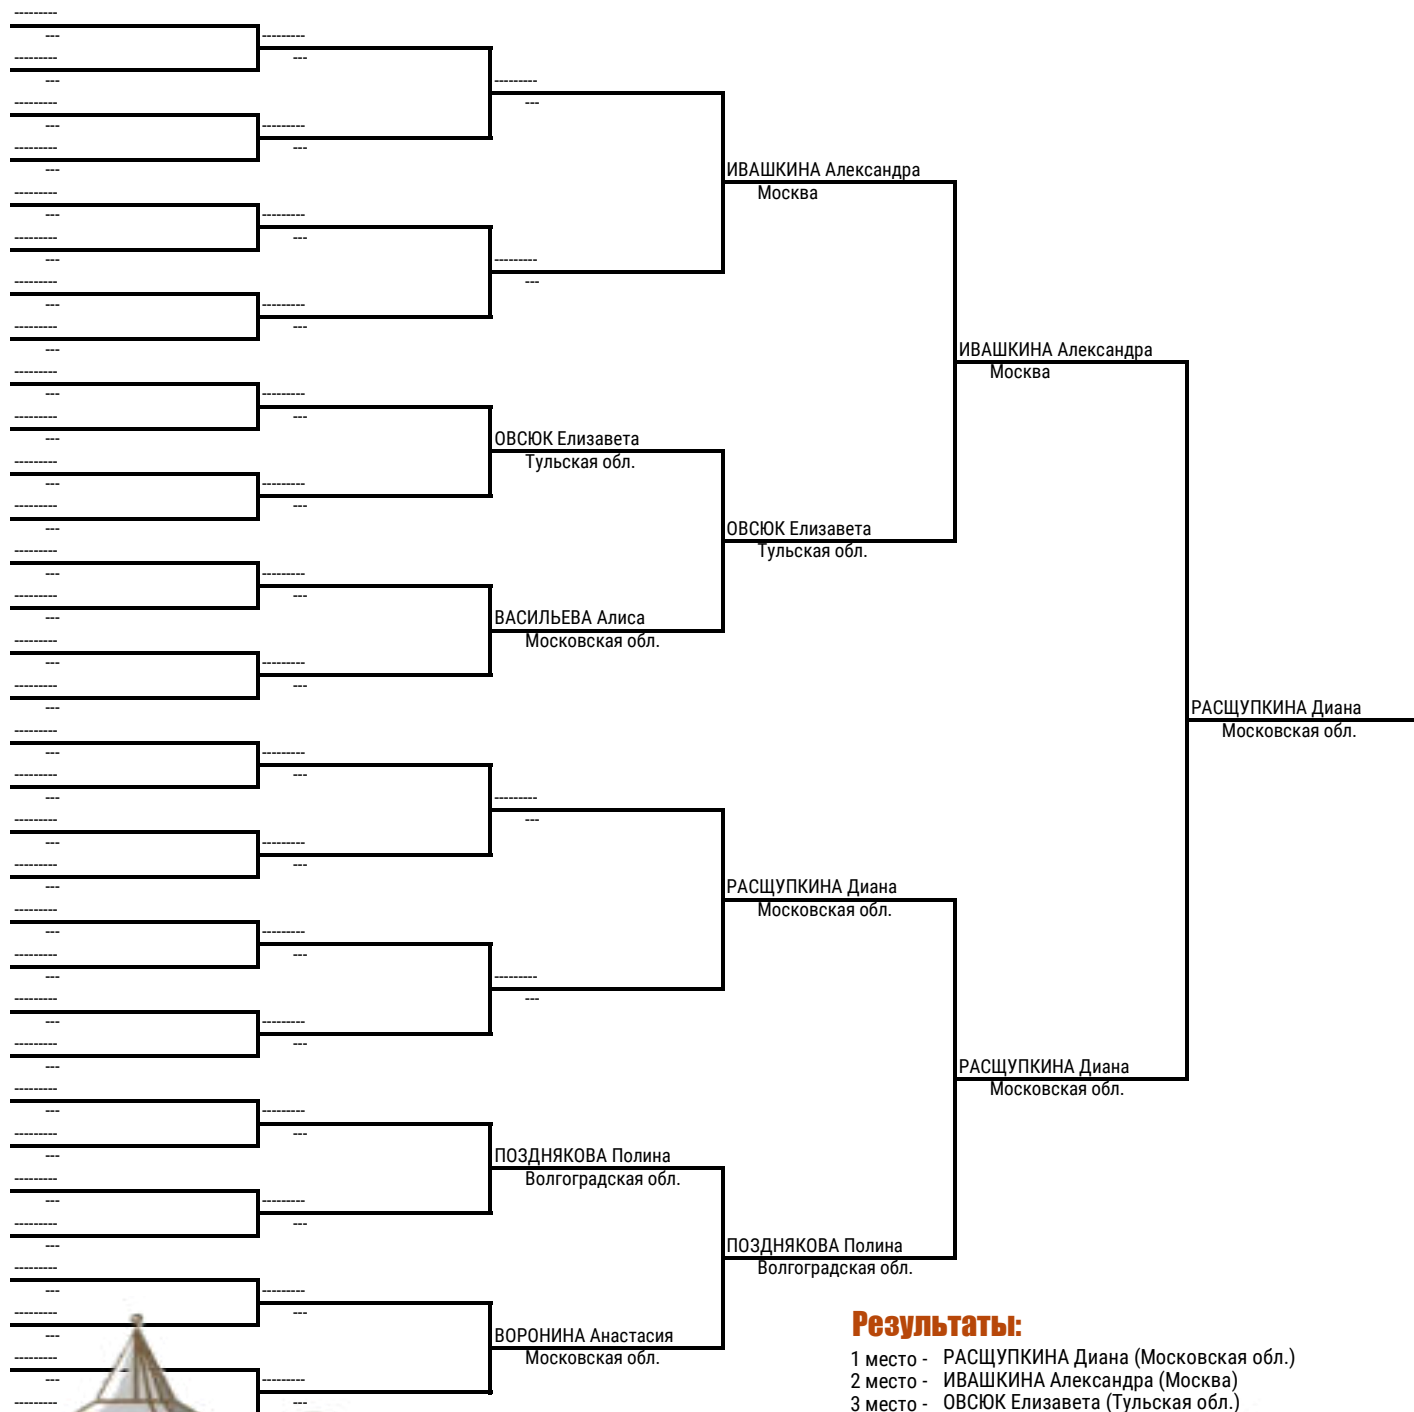 ИВАШКИНА Александра
Москва
ИВАШКИНА Александра
Москва
ОВСЮК Елизавета
Тульская обл.
ОВСЮК Елизавета
Тульская обл.
ВАСИЛЬЕВА Алиса
Московская обл.
РАСЩУПКИНА Диана
Московская обл.
РАСЩУПКИНА Диана
Московская обл.
РАСЩУПКИНА Диана
Московская обл.
ПОЗДНЯКОВА Полина
Волгоградская обл.
ПОЗДНЯКОВА Полина
Волгоградская обл.
ВОРОНИНА Анастасия
Московская обл.
Результаты:
1 место - РАСЩУПКИНА Диана (Московская обл.)
2 место - ИВАШКИНА Александра (Москва)
3 место - ОВСЮК Елизавета (Тульская обл.)